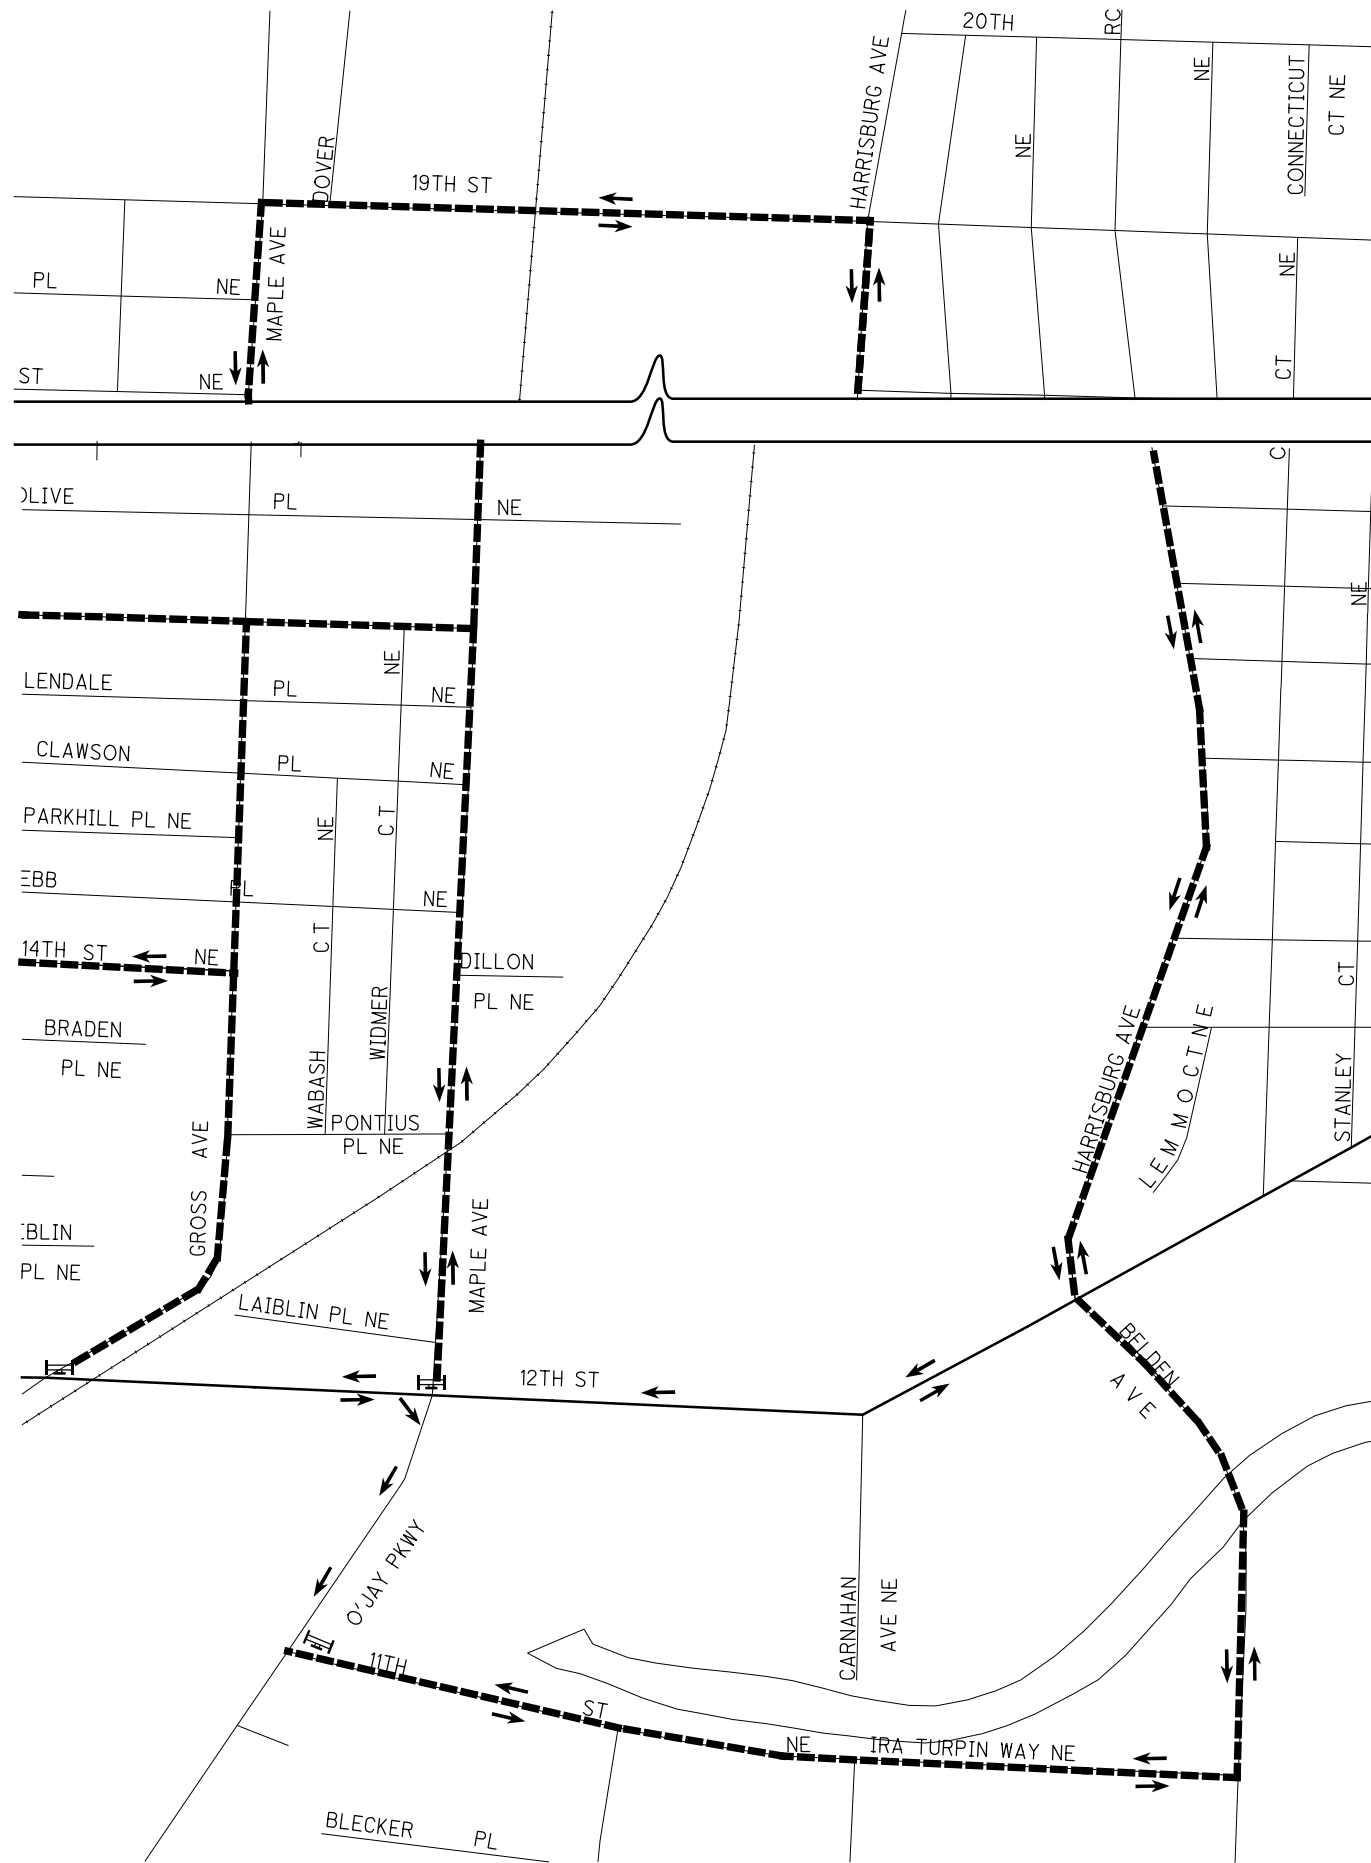 20TH
RC
HARRISBURG AVE
NE
NE
CONNECTICUT
CT NE
DOVER
19TH ST
MAPLE AVE
PL NE
ST NE
NE
CT
OLIVE PL NE
C
NE
NE
LENDALE PL NE
CLAWSON PL NE
PARKHILL PL NE
NE
CT
EBB PL NE
14TH ST NE
CT
WIDMER
WABASH
DILLON
PL NE
BRADEN
PL NE
PONTIUS
PL NE
HARRISBURG AVE
LEMMO CT NE
CT
STANLEY
GROSS AVE
MAPLE AVE
IBLIN
PL NE
LAIBLIN PL NE
12TH ST
BELDEN
AVE
O'JAY PKWY
CARNAHAN
AVE NE
11TH ST NE
IRA TURPIN WAY NE
BLECKER PL